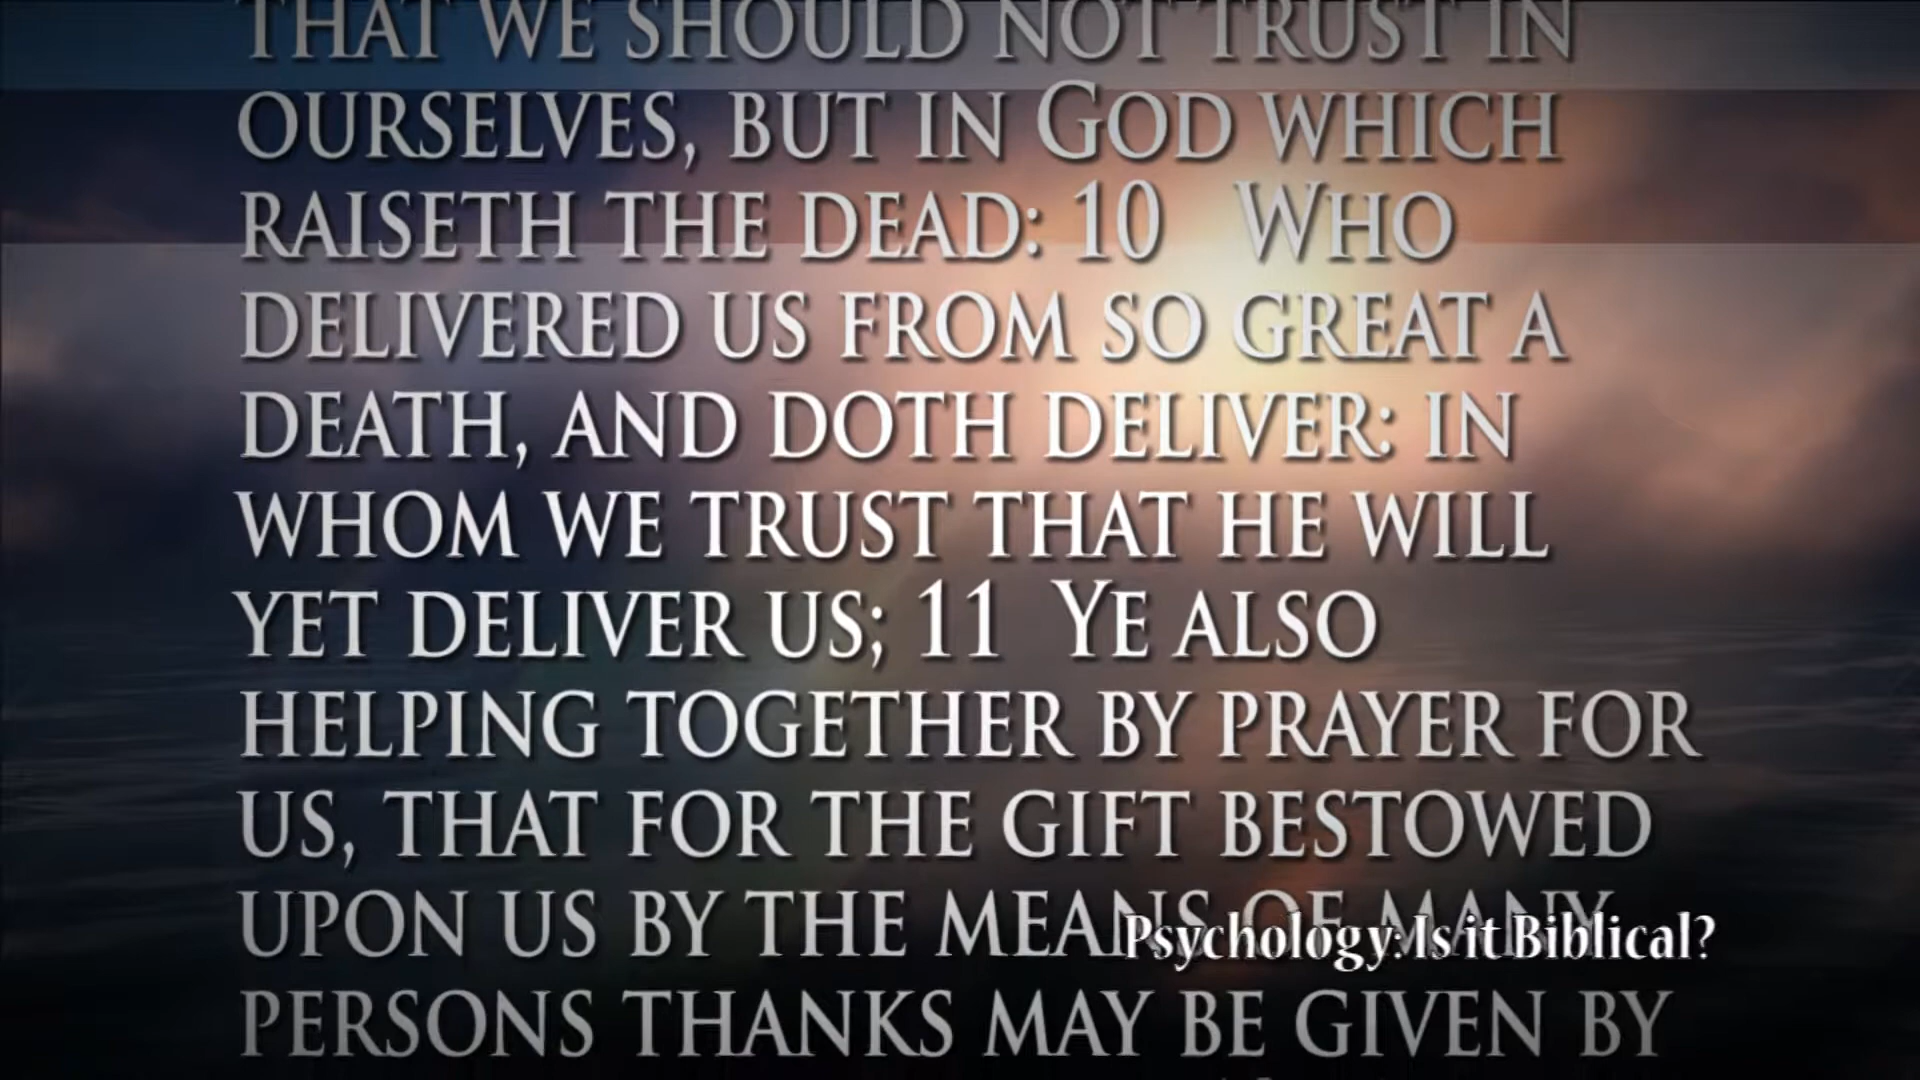 THAT WE SHOULD NOT TRUST IN
OURSELVES, BUT IN GOD WHICH
RAISETH THE DEAD: 10 WHO
DELIVERED US FROM SO GREAT A
DEATH, AND DOTH DELIVER: IN
WHOM WE TRUST THAT HE WILL
YET DELIVER US; 11 YE ALSO
HELPING TOGETHER BY PRAYER FOR
US, THAT FOR THE GIFT BESTOWED
UPON US BY THE MEANS OF MANY
Psychology: Is it Biblical?
PERSONS THANKS MAY BE GIVEN BY